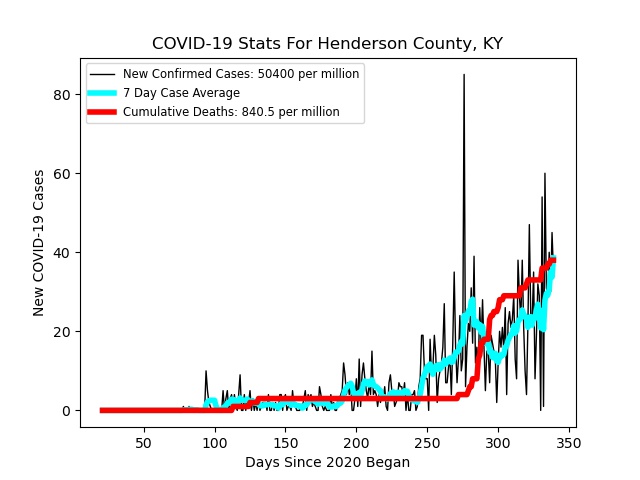 COVID-19 Stats For Henderson County, KY
New Confirmed Cases: 50400 per million
7 Day Case Average
Cumulative Deaths: 840.5 per million
80
60
40
20
0
New COVID-19 Cases
50 100 150 200 250 300 350
Days Since 2020 Began